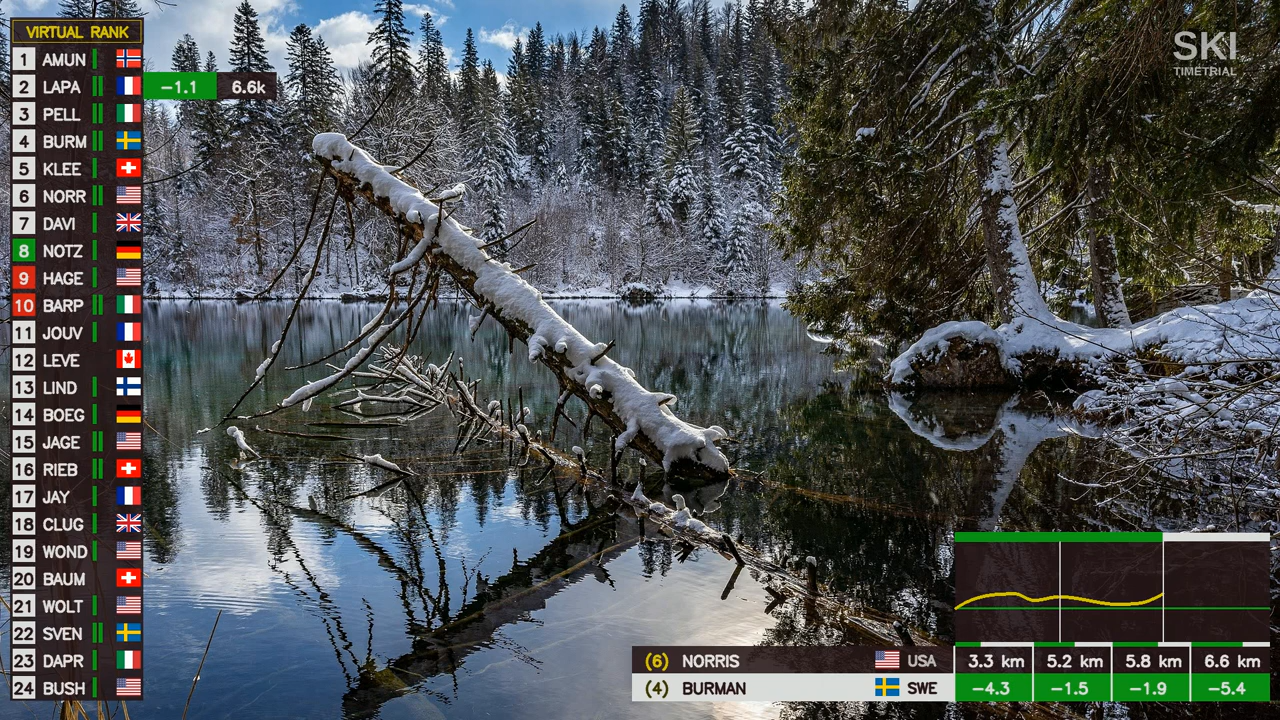 VIRTUAL RANK
1 AMUN
2 LAPA -1.1 6.6k
3 PELL
4 BURM
5 KLEE
6 NORR
7 DAVI
8 NOTZ
9 HAGE
10 BARP
11 JOUV
12 LEVE
13 LIND
14 BOEG
15 JAGE
16 RIEB
17 JAY
18 CLUG
19 WOND
20 BAUM
21 WOLT
22 SVEN
23 DAPR
24 BUSH
SKI
TIMETRIAL
(6) NORRIS USA 3.3 km 5.2 km 5.8 km 6.6 km
(4) BURMAN SWE -4.3 -1.5 -1.9 -5.4